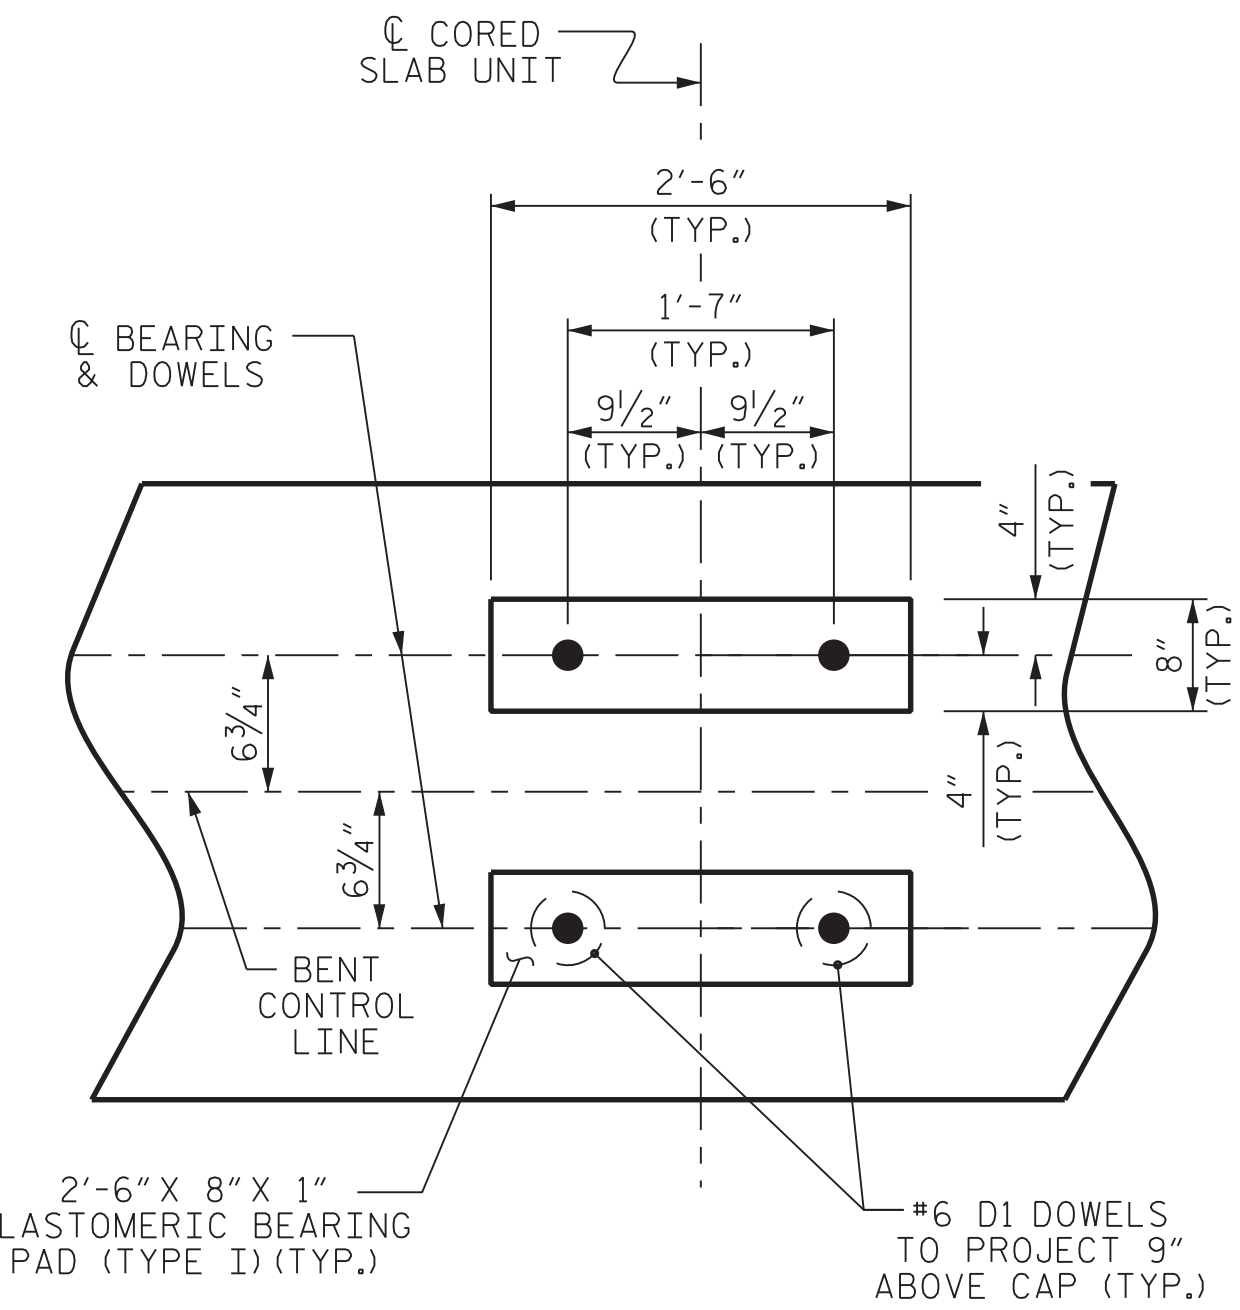 ℄ CORED
SLAB UNIT
2'-6"
(TYP.)
1'-7"
(TYP.)
℄ BEARING
& DOWELS
9½" 9½"
(TYP.) (TYP.)
4"
(TYP.)
8"
(TYP.)
6¾"
4"
(TYP.)
6¾"
BENT
CONTROL
LINE
2'-6" X 8" X 1"
LASTOMERIC BEARING
PAD (TYPE I) (TYP.)
#6 D1 DOWELS
TO PROJECT 9"
ABOVE CAP (TYP.)